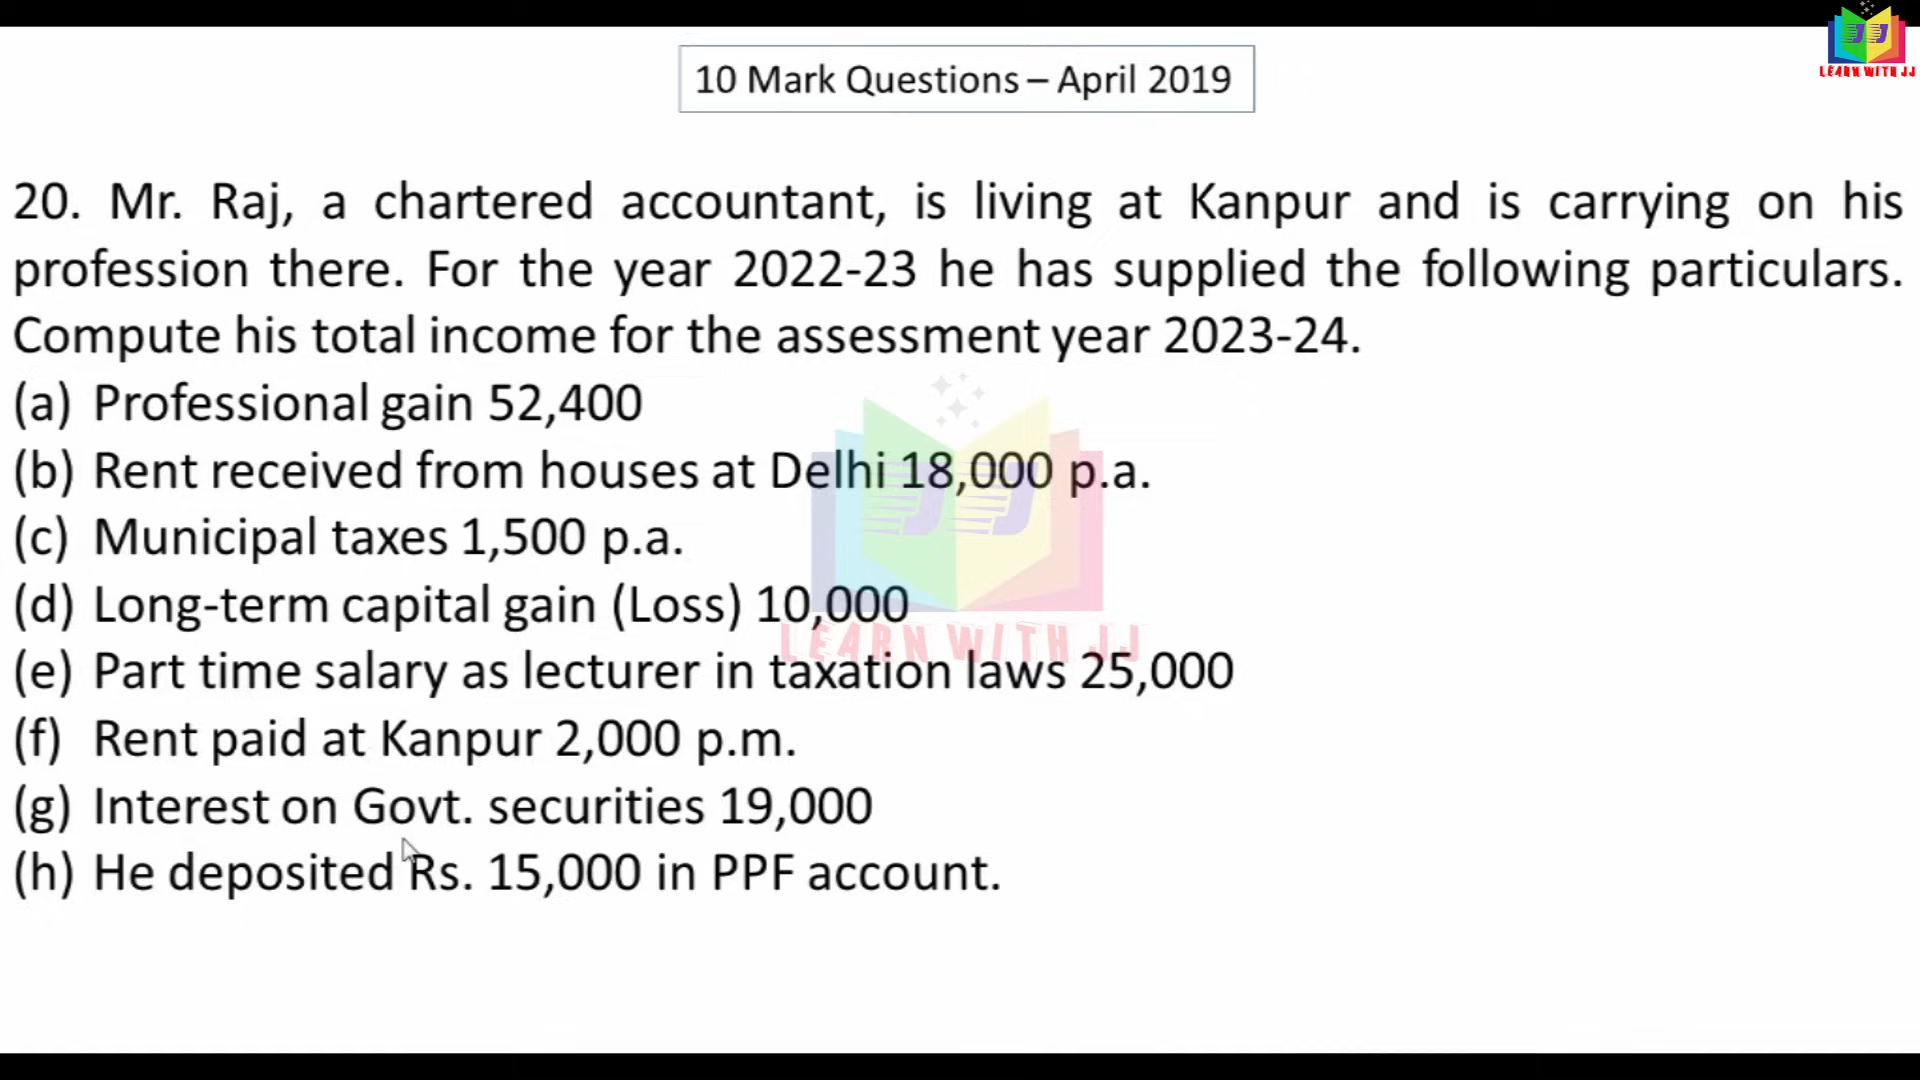 LEARN WITH JJ
10 Mark Questions – April 2019
20. Mr. Raj, a chartered accountant, is living at Kanpur and is carrying on his
profession there. For the year 2022-23 he has supplied the following particulars.
Compute his total income for the assessment year 2023-24.
(a) Professional gain 52,400
(b) Rent received from houses at Delhi 18,000 p.a.
(c) Municipal taxes 1,500 p.a.
(d) Long-term capital gain (Loss) 10,000
LEARN WITH JJ
(e) Part time salary as lecturer in taxation laws 25,000
(f) Rent paid at Kanpur 2,000 p.m.
(g) Interest on Govt. securities 19,000
(h) He deposited Rs. 15,000 in PPF account.